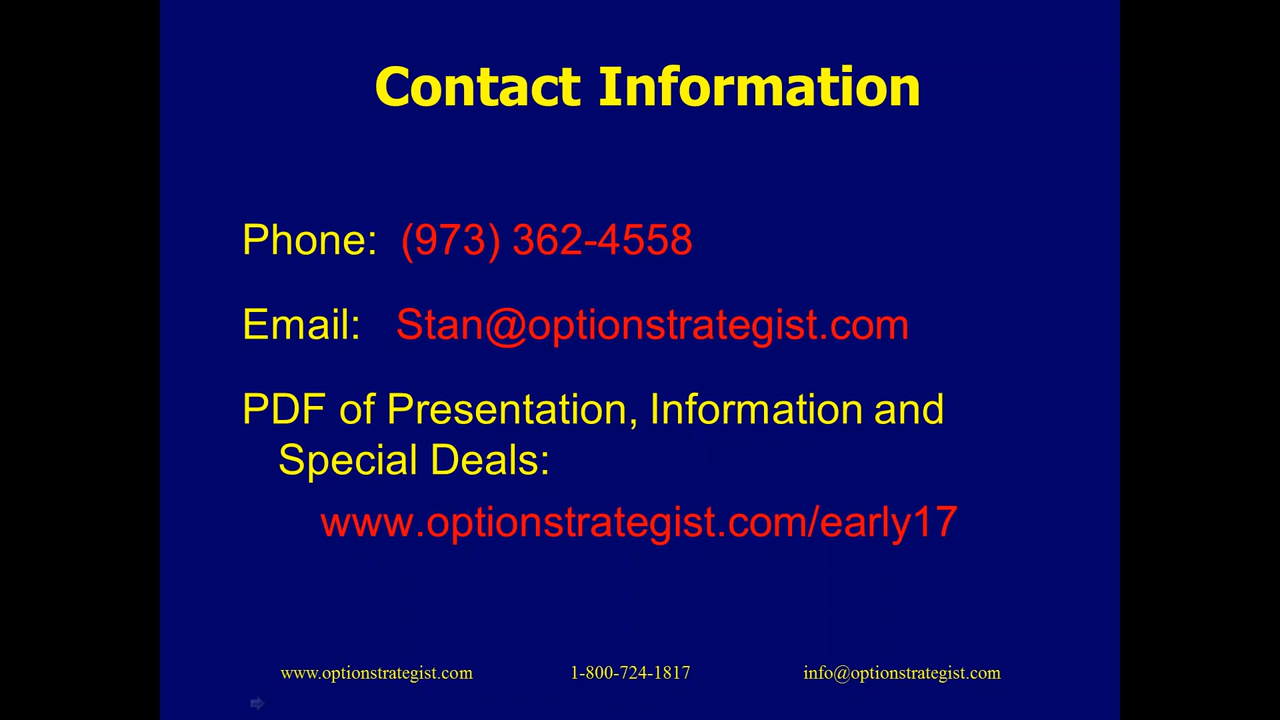 Contact Information
Phone: (973) 362-4558
Email: Stan@optionstrategist.com
PDF of Presentation, Information and
Special Deals:
www.optionstrategist.com/early17
www.optionstrategist.com 1-800-724-1817 info@optionstrategist.com